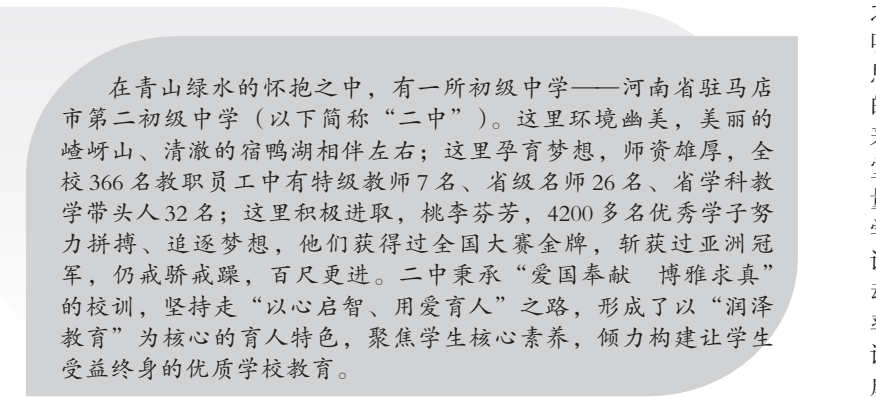 在青山绿水的怀抱之中，有一所初级中学——河南省驻马店
市第二初级中学（以下简称“二中”）。这里环境幽美，美丽的
嵖岈山、清澈的宿鸭湖相伴左右；这里孕育梦想，师资雄厚，全
校366名教职员工中有特级教师7名、省级名师26名、省学科教
学带头人32名；这里积极进取，桃李芬芳，4200多名优秀学子努
力拼搏、追逐梦想，他们获得过全国大赛金牌，斩获过亚洲冠
军，仍戒骄戒躁，百尺更进。二中秉承“爱国奉献　博雅求真”
的校训，坚持走“以心启智、用爱育人”之路，形成了以“润泽
教育”为核心的育人特色，聚焦学生核心素养，倾力构建让学生
受益终身的优质学校教育。